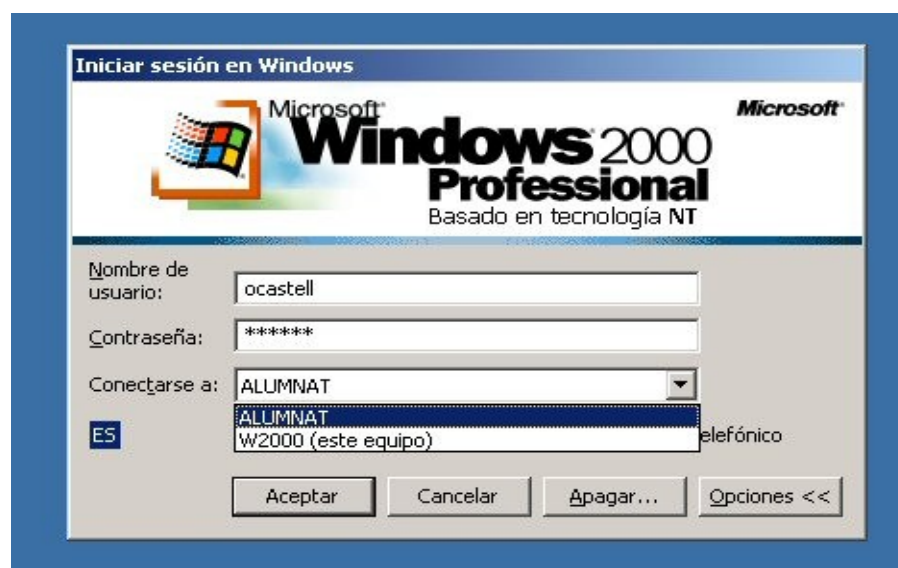 Iniciar sesión en Windows
Microsoft
Microsoft
Windows 2000
Professional
Basado en tecnología NT
Nombre de
usuario:
ocastell
Contraseña:
******
Conectarse a:
ALUMNAT
ALUMNAT
W2000 (este equipo)
ES
elefónico
Aceptar
Cancelar
Apagar...
Opciones <<